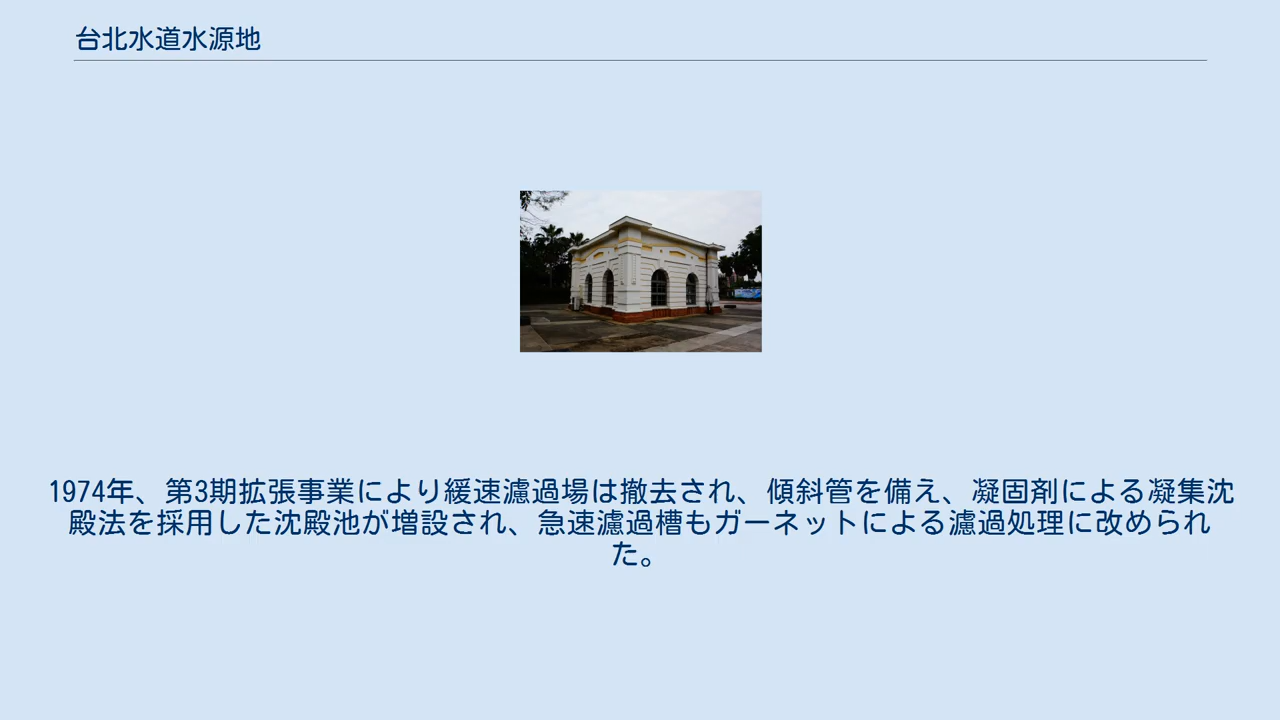 台北水道水源地
1974年、第3期拡張事業により緩速濾過場は撤去され、傾斜管を備え、凝固剤による凝集沈
殿法を採用した沈殿池が増設され、急速濾過槽もガーネットによる濾過処理に改められ
た。